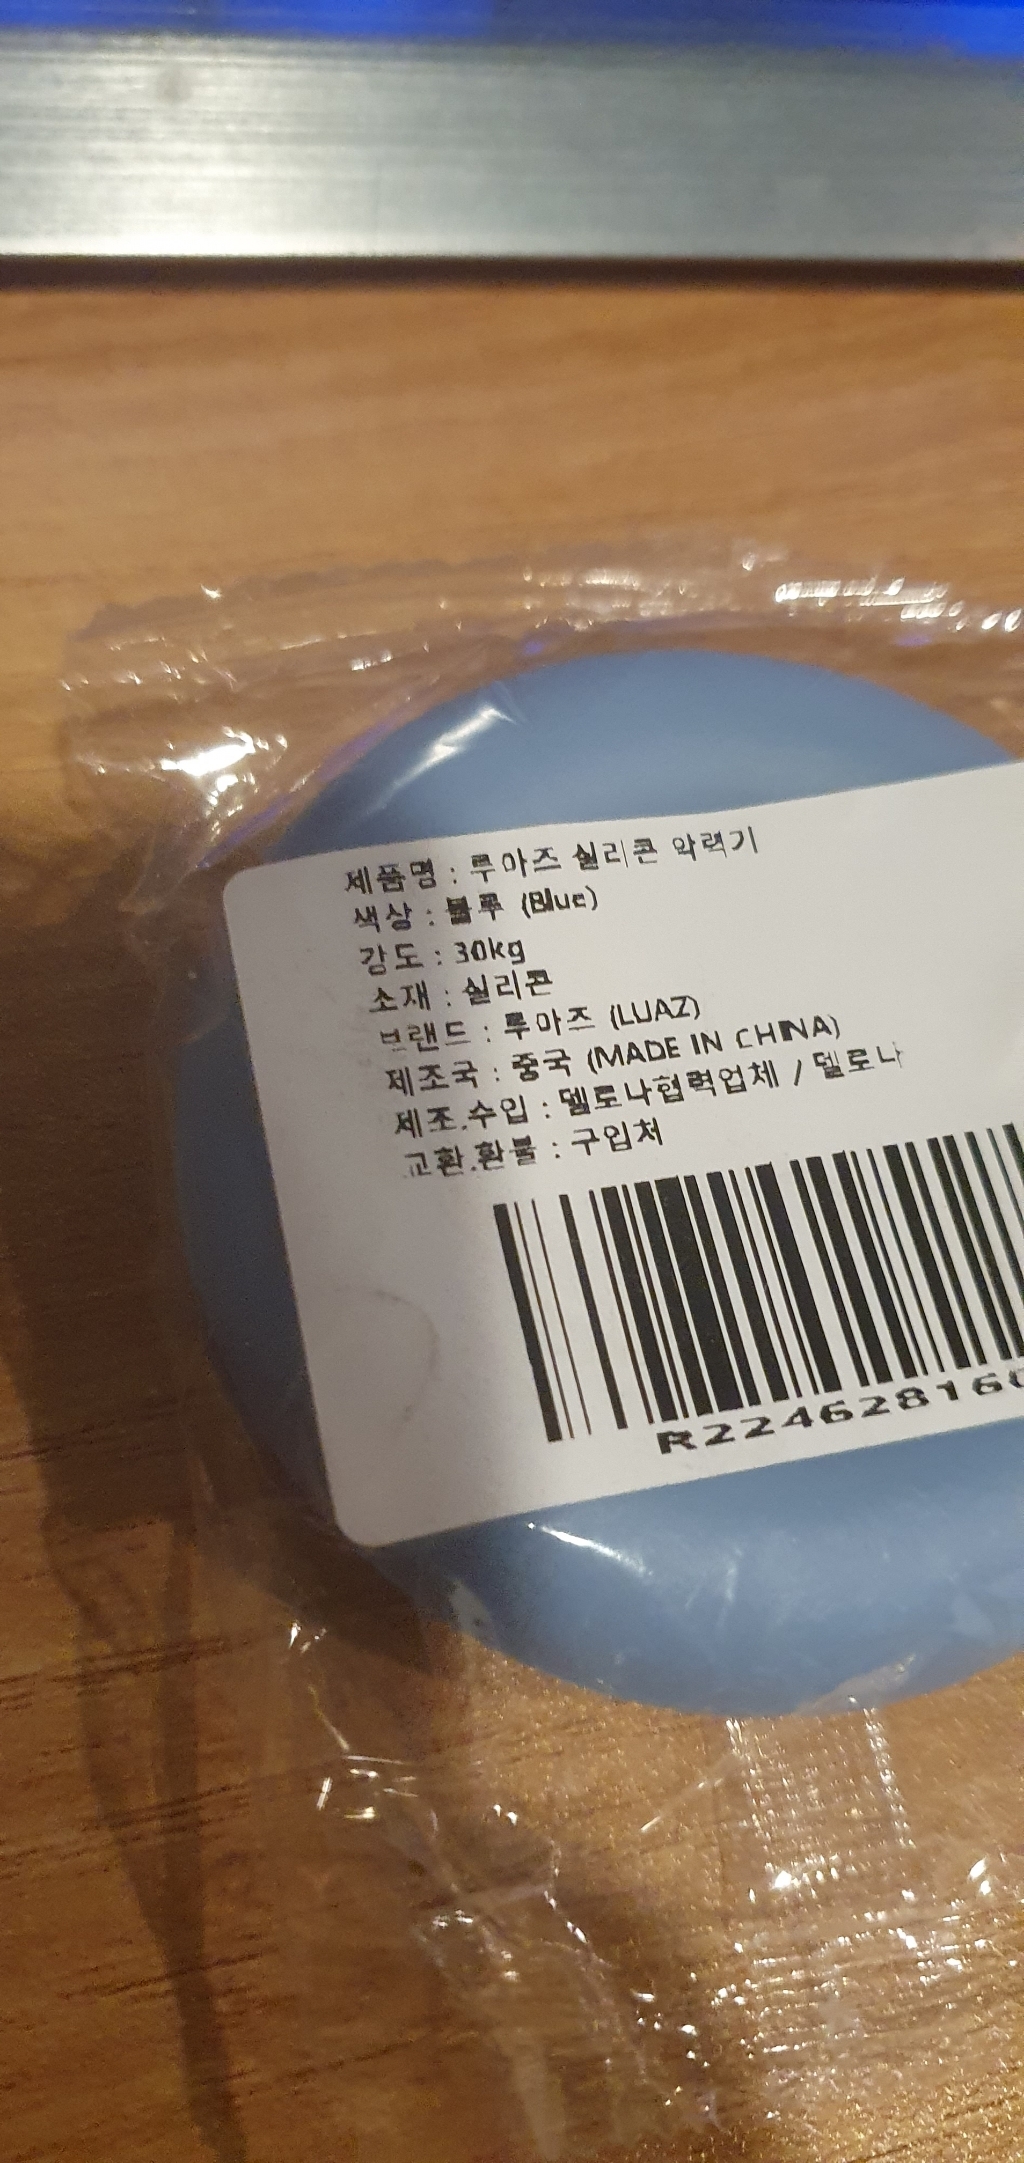 제품명 : 루아즈 실리콘 악력기
색상 : 블루 (Blue)
강도 : 30kg
소재 : 실리콘
브랜드 : 루아즈 (LUAZ)
제조국 : 중국 (MADE IN CHINA)
제조.수입 : 델로나협력업체 / 델로나
교환.환불 : 구입처
R22462816